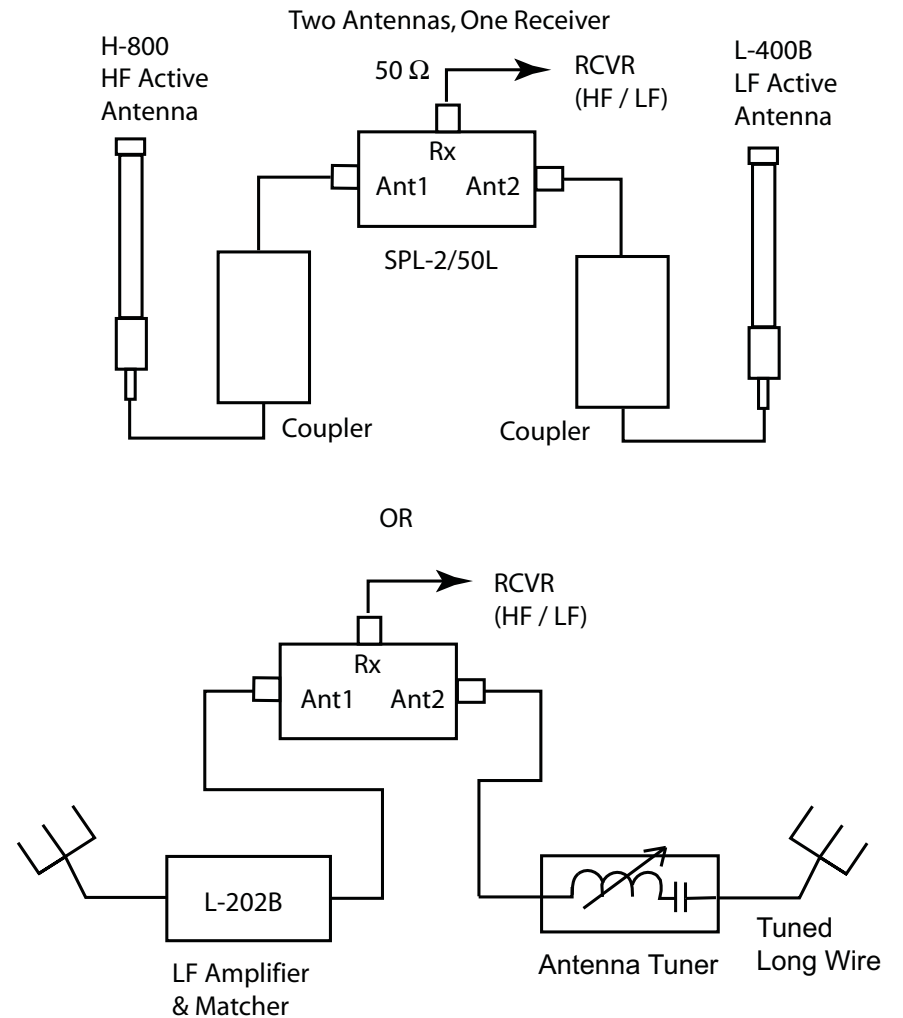 Two Antennas, One Receiver
H-800
HF Active
Antenna
50 Ω
RCVR
(HF / LF)
L-400B
LF Active
Antenna
Rx
Ant1
Ant2
SPL-2/50L
Coupler
Coupler
OR
RCVR
(HF / LF)
Rx
Ant1
Ant2
L-202B
LF Amplifier
& Matcher
Antenna Tuner
Tuned
Long Wire